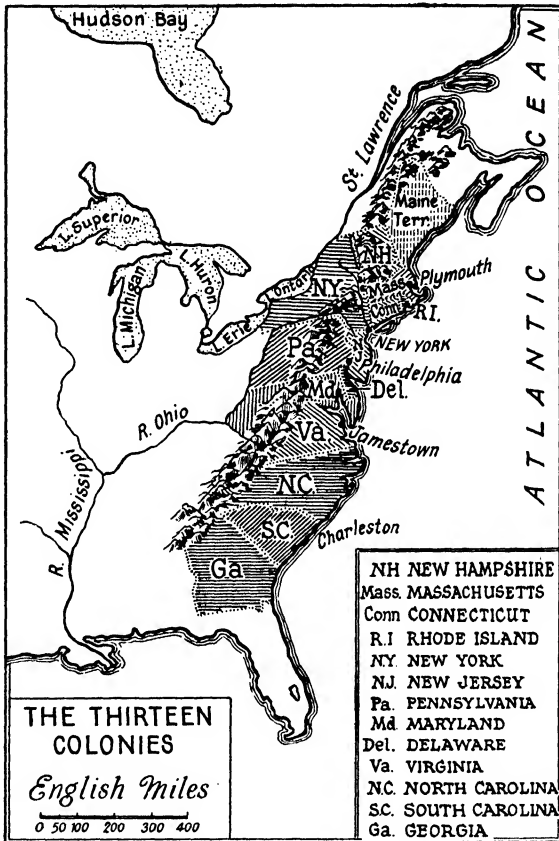 Hudson Bay
ATLANTIC OCEAN
St. Lawrence
Maine
Terr.
L. Superior
L. Huron
L. Michigan
Ontario
L. Erie
NH
N.Y.
Mass
Plymouth
Conn
R.I.
NEW YORK
Pa.
N.J.
Philadelphia
Md.
Del.
R. Ohio
Va.
Jamestown
R. Mississippi
N.C.
S.C.
Charleston
Ga
THE THIRTEEN
COLONIES
English Miles
0 50 100 200 300 400
NH NEW HAMPSHIRE
Mass. MASSACHUSETTS
Conn CONNECTICUT
R.I RHODE ISLAND
N.Y. NEW YORK
N.J. NEW JERSEY
Pa. PENNSYLVANIA
Md. MARYLAND
Del. DELAWARE
Va. VIRGINIA
N.C. NORTH CAROLINA
S.C. SOUTH CAROLINA
Ga. GEORGIA